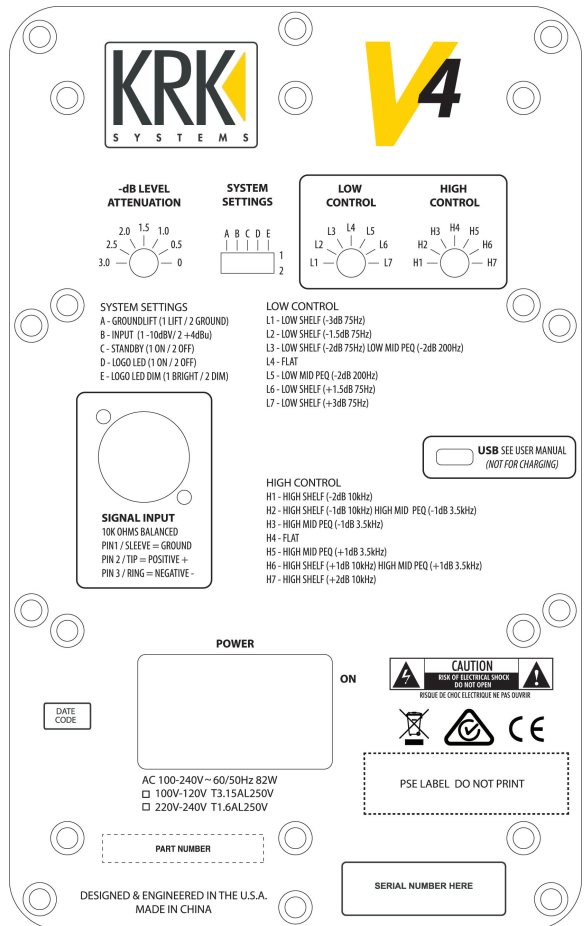 KRK
SYSTEMS
V4
-dB LEVEL
ATTENUATION
3.0 2.5 2.0 1.5 1.0 0.5 0
SYSTEM
SETTINGS
A B C D E
1
2
LOW
CONTROL
L1 L2 L3 L4 L5 L6 L7
HIGH
CONTROL
H1 H2 H3 H4 H5 H6 H7
SYSTEM SETTINGS
A - GROUNDLIFT (1 LIFT / 2 GROUND)
B - INPUT (1 -10dBV/ 2 +4dBu)
C - STANDBY (1 ON / 2 OFF)
D - LOGO LED (1 ON / 2 OFF)
E - LOGO LED DIM (1 BRIGHT / 2 DIM)
LOW CONTROL
L1 - LOW SHELF (-3dB 75Hz)
L2 - LOW SHELF (-1.5dB 75Hz)
L3 - LOW SHELF (-2dB 75Hz) LOW MID PEQ (-2dB 200Hz)
L4 - FLAT
L5 - LOW MID PEQ (-2dB 200Hz)
L6 - LOW SHELF (+1.5dB 75Hz)
L7 - LOW SHELF (+3dB 75Hz)
SIGNAL INPUT
10K OHMS BALANCED
PIN1 / SLEEVE = GROUND
PIN 2 / TIP = POSITIVE +
PIN 3 / RING = NEGATIVE -
USB SEE USER MANUAL
(NOT FOR CHARGING)
HIGH CONTROL
H1 - HIGH SHELF (-2dB 10kHz)
H2 - HIGH SHELF (-1dB 10kHz) HIGH MID PEQ (-1dB 3.5kHz)
H3 - HIGH MID PEQ (-1dB 3.5kHz)
H4 - FLAT
H5 - HIGH MID PEQ (+1dB 3.5kHz)
H6 - HIGH SHELF (+1dB 10kHz) HIGH MID PEQ (+1dB 3.5kHz)
H7 - HIGH SHELF (+2dB 10kHz)
POWER
ON
CAUTION
RISK OF ELECTRICAL SHOCK
DO NOT OPEN
RISQUE DE CHOC ELECTRIQUE NE PAS OUVRIR
DATE
CODE
CE
AC 100-240V~60/50Hz 82W
100V-120V T3.15AL250V
220V-240V T1.6AL250V
PSE LABEL DO NOT PRINT
PART NUMBER
SERIAL NUMBER HERE
DESIGNED & ENGINEERED IN THE U.S.A.
MADE IN CHINA